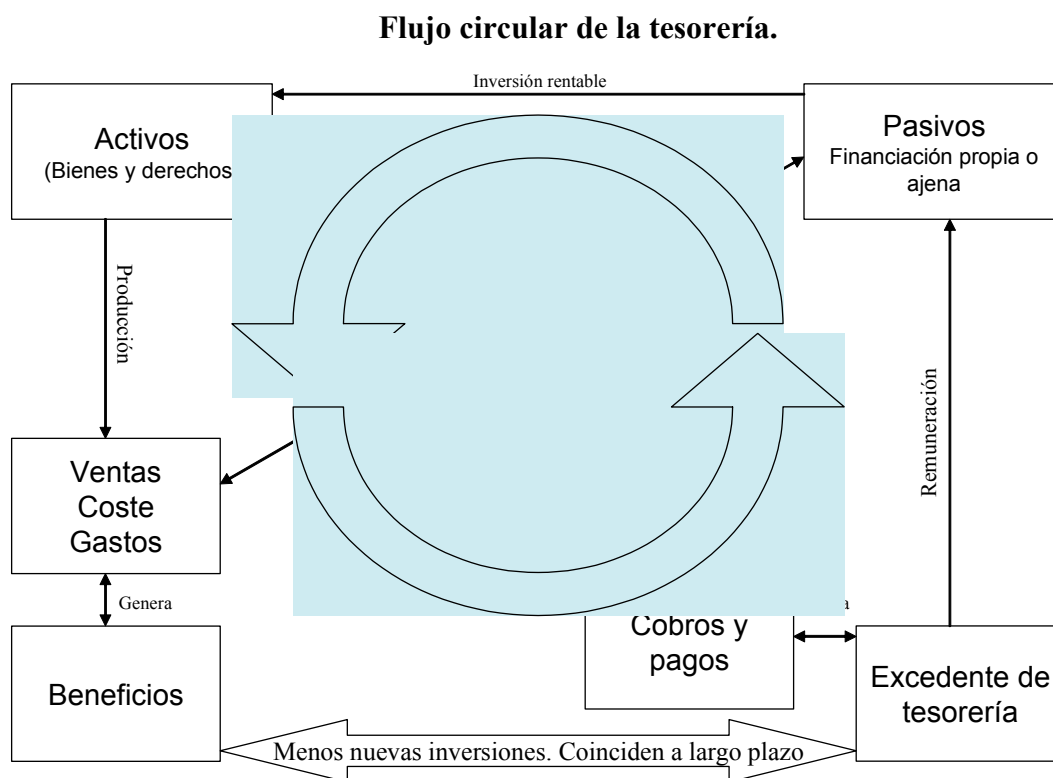 Flujo circular de la tesorería.
Inversión rentable
Activos
(Bienes y derechos
Pasivos
Financiación propia o
ajena
Producción
Remuneración
Ventas
Coste
Gastos
Genera
Cobros y
pagos
Beneficios
Excedente de
tesorería
Menos nuevas inversiones. Coinciden a largo plazo